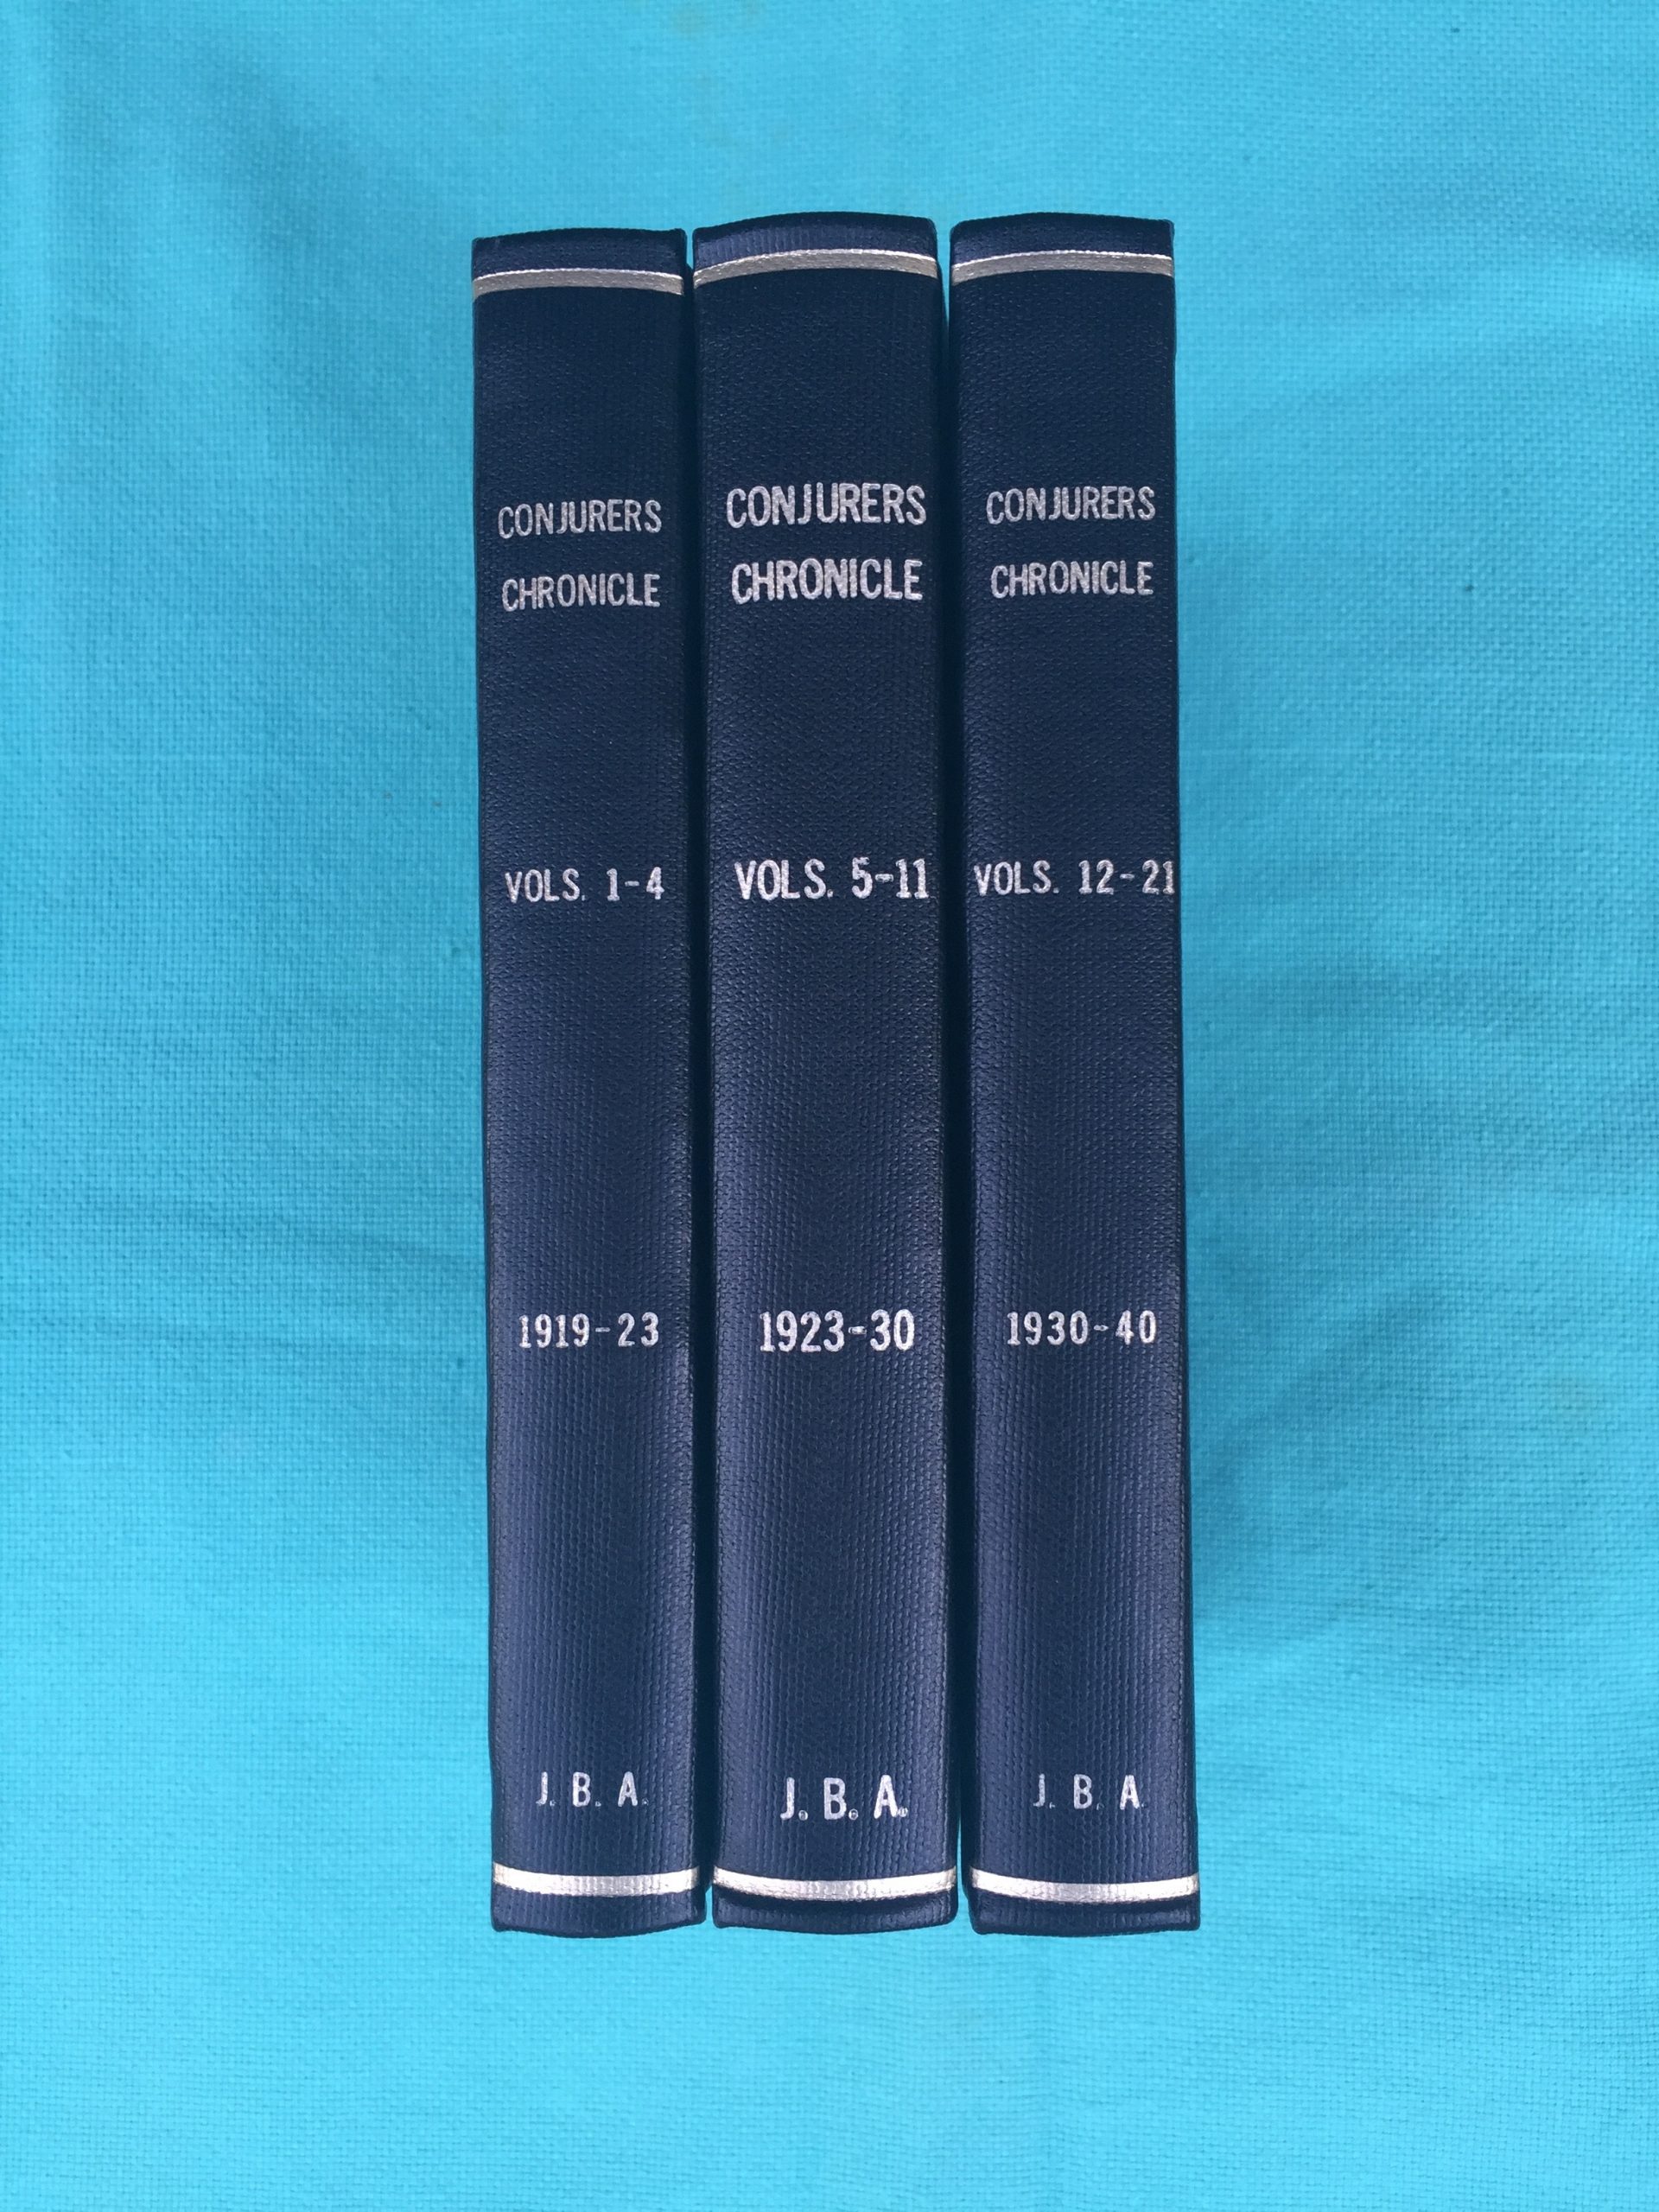 CONJURERS
CHRONICLE
VOLS. 1-4
1919-23
J. B. A.
CONJURERS
CHRONICLE
VOLS. 5-11
1923-30
J. B. A.
CONJURERS
CHRONICLE
VOLS. 12-21
1930-40
J. B. A.